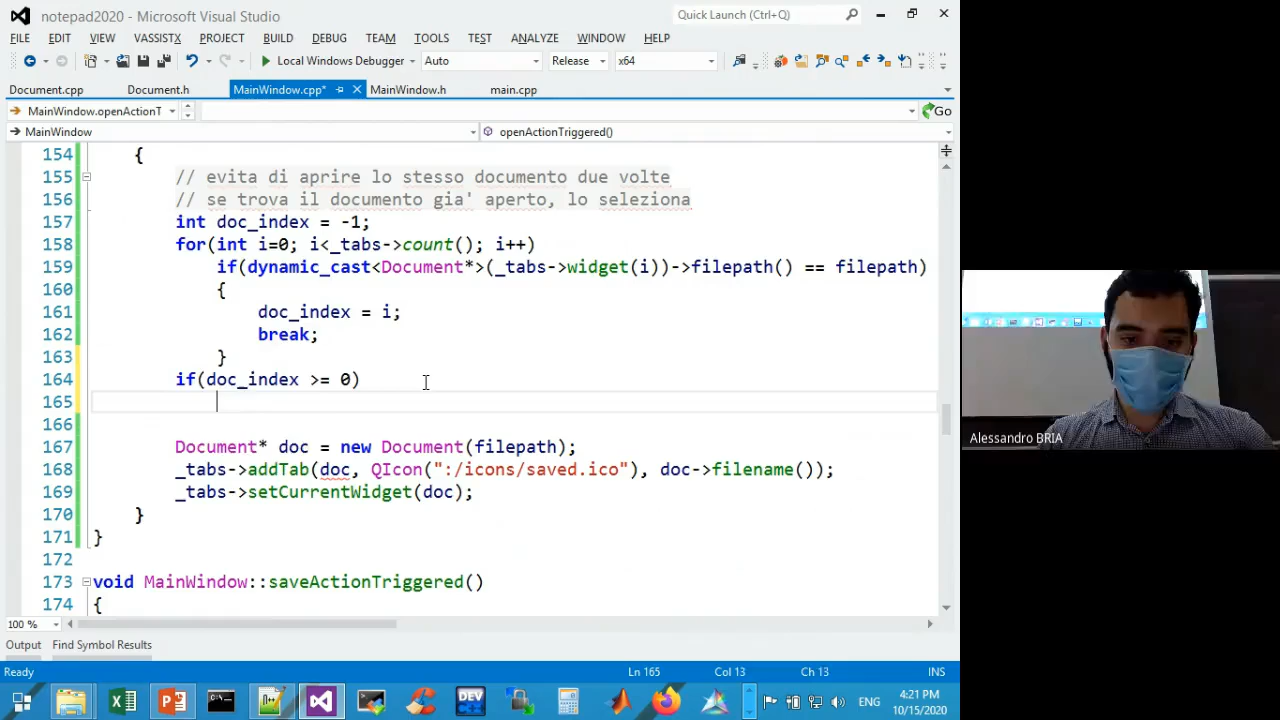 notepad2020 - Microsoft Visual Studio
Quick Launch (Ctrl+Q)
FILE EDIT VIEW VASSISTX PROJECT BUILD DEBUG TEAM TOOLS TEST ANALYZE WINDOW HELP
Local Windows Debugger Auto Release x64
Document.cpp Document.h MainWindow.cpp* MainWindow.h main.cpp
MainWindow.openActionT Go
MainWindow openActionTriggered()
154 {
155 // evita di aprire lo stesso documento due volte
156 // se trova il documento gia' aperto, lo seleziona
157 int doc_index = -1;
158 for(int i=0; i<_tabs->count(); i++)
159 if(dynamic_cast<Document*>(_tabs->widget(i))->filepath() == filepath)
160 {
161 doc_index = i;
162 break;
163 }
164 if(doc_index >= 0)
165
166
167 Document* doc = new Document(filepath);
168 _tabs->addTab(doc, QIcon(":/icons/saved.ico"), doc->filename());
169 _tabs->setCurrentWidget(doc);
170 }
171 }
172
173 void MainWindow::saveActionTriggered()
174 {
100 %
Output Find Symbol Results
Ready Ln 165 Col 13 Ch 13 INS
DEV ENG 4:21 PM
10/15/2020
Alessandro BRIA